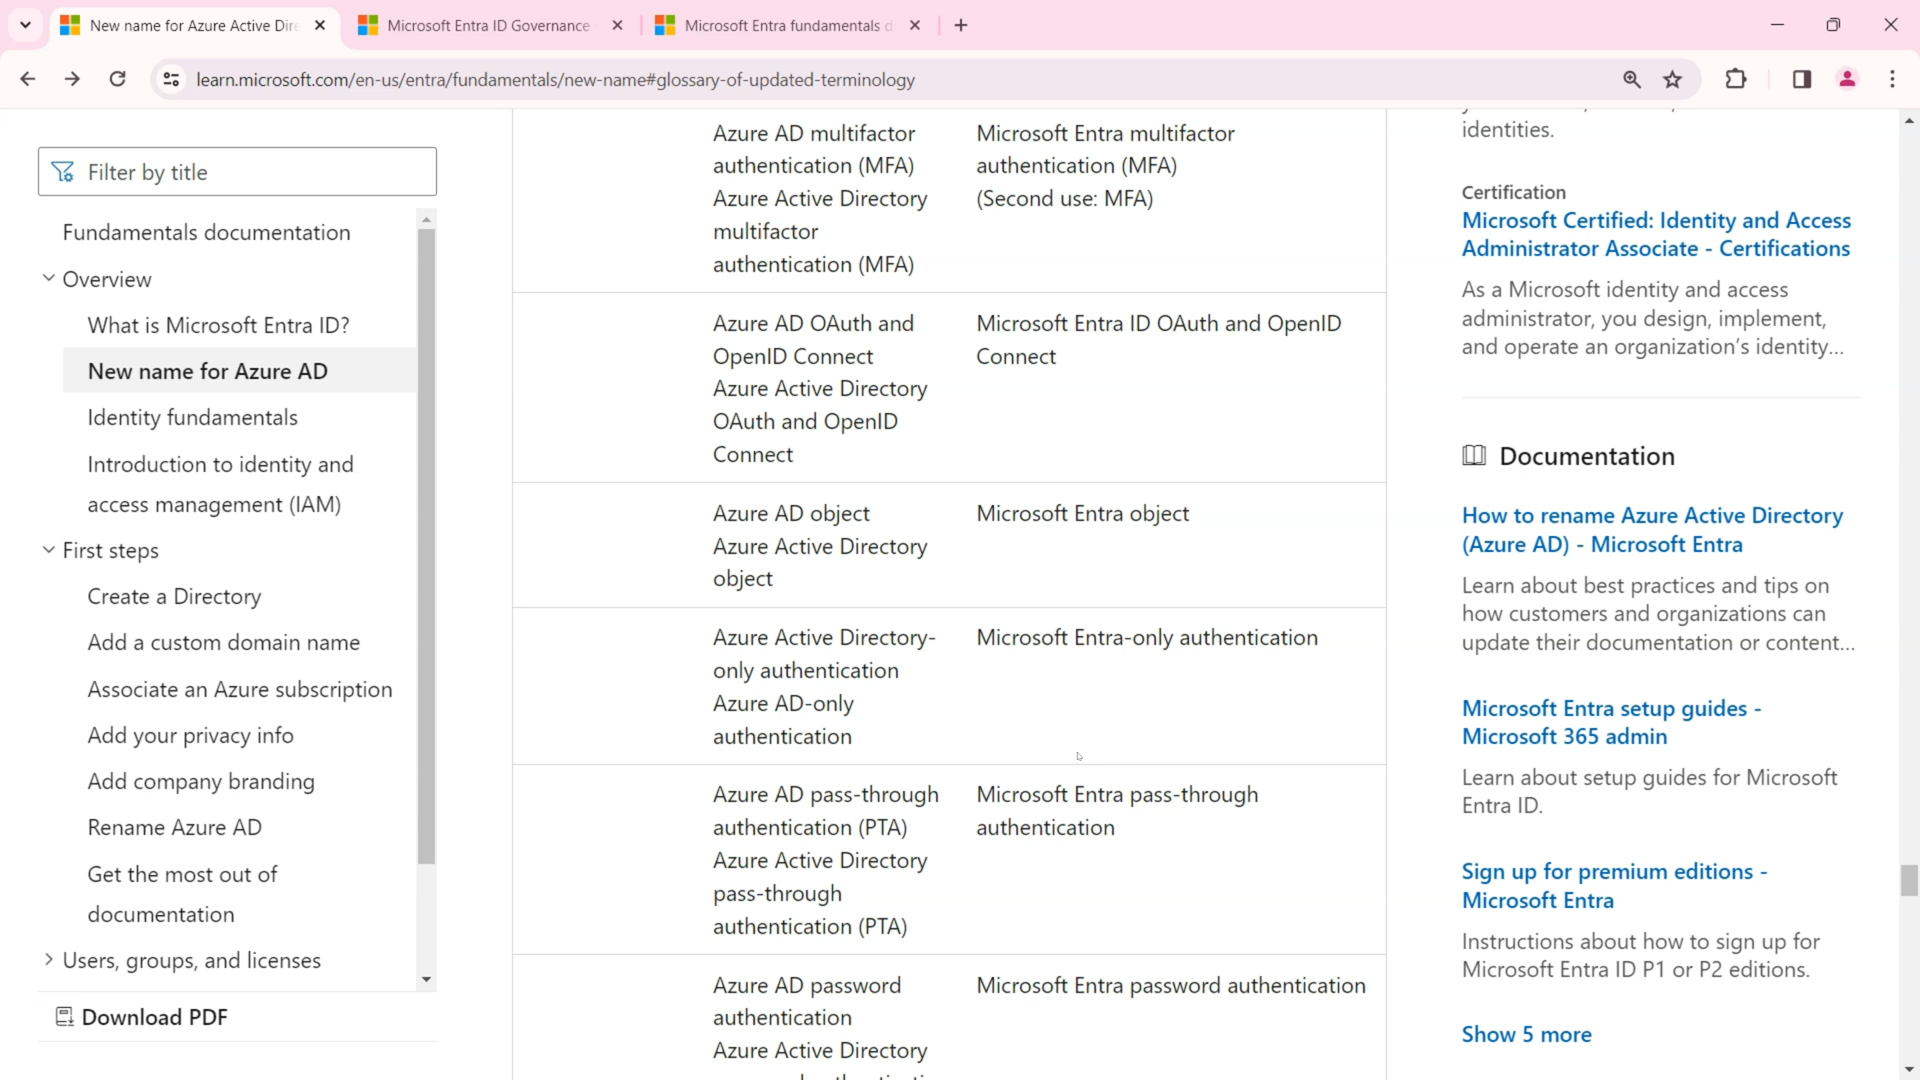 New name for Azure Active Dire
Microsoft Entra ID Governance
Microsoft Entra fundamentals d
learn.microsoft.com/en-us/entra/fundamentals/new-name#glossary-of-updated-terminology
Filter by title
Fundamentals documentation
Overview
What is Microsoft Entra ID?
New name for Azure AD
Identity fundamentals
Introduction to identity and
access management (IAM)
First steps
Create a Directory
Add a custom domain name
Associate an Azure subscription
Add your privacy info
Add company branding
Rename Azure AD
Get the most out of
documentation
Users, groups, and licenses
Download PDF
Azure AD multifactor
authentication (MFA)
Azure Active Directory
multifactor
authentication (MFA)
Microsoft Entra multifactor
authentication (MFA)
(Second use: MFA)
Azure AD OAuth and
OpenID Connect
Azure Active Directory
OAuth and OpenID
Connect
Microsoft Entra ID OAuth and OpenID
Connect
Azure AD object
Azure Active Directory
object
Microsoft Entra object
Azure Active Directory-
only authentication
Azure AD-only
authentication
Microsoft Entra-only authentication
Azure AD pass-through
authentication (PTA)
Azure Active Directory
pass-through
authentication (PTA)
Microsoft Entra pass-through
authentication
Azure AD password
authentication
Azure Active Directory
Microsoft Entra password authentication
identities.
Certification
Microsoft Certified: Identity and Access
Administrator Associate - Certifications
As a Microsoft identity and access
administrator, you design, implement,
and operate an organization's identity...
Documentation
How to rename Azure Active Directory
(Azure AD) - Microsoft Entra
Learn about best practices and tips on
how customers and organizations can
update their documentation or content...
Microsoft Entra setup guides -
Microsoft 365 admin
Learn about setup guides for Microsoft
Entra ID.
Sign up for premium editions -
Microsoft Entra
Instructions about how to sign up for
Microsoft Entra ID P1 or P2 editions.
Show 5 more